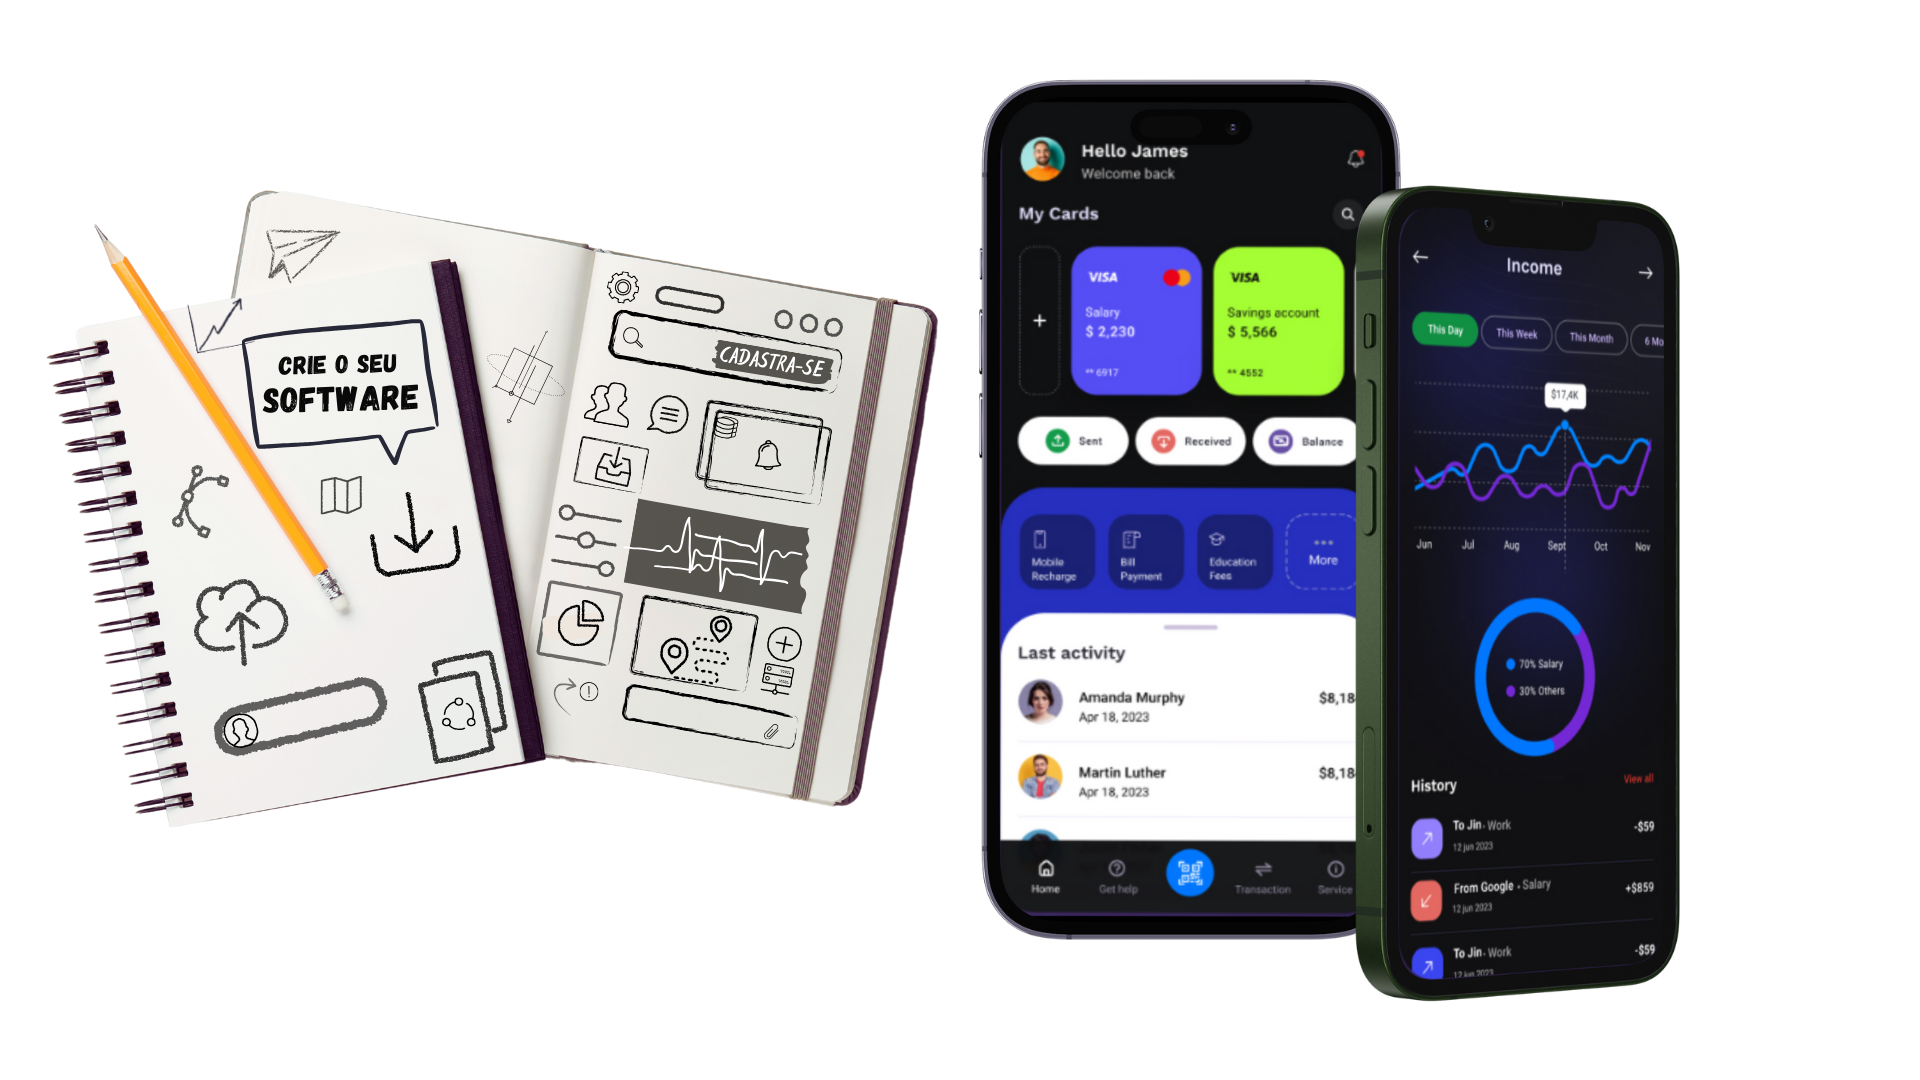 CRIE O SEU
SOFTWARE
CADASTRA-SE
Hello James
Welcome back
My Cards
VISA
Salary
$ 2,230
** 6917
VISA
Savings account
$ 5,566
** 4552
+
Sent
Received
Balance
Mobile
Recharge
Bill
Payment
Education
Fees
More
Last activity
Amanda Murphy
$8,18
Apr 18, 2023
Martin Luther
$8,18
Apr 18, 2023
Home
Get help
Transaction
Service
Income
This Day
This Week
This Month
6 Mo
$17,4K
Jun Jul Aug Sept Oct Nov
70% Salary
30% Others
History
View all
To Jin · Work
-$59
12 jun 2023
From Google · Salary
+$859
12 jun 2023
To Jin · Work
-$59
12 jun 2023